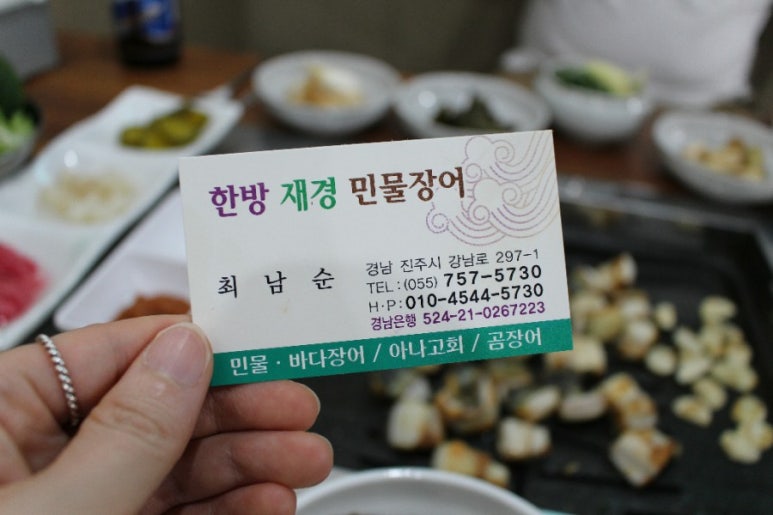 한방 재경 민물장어
최 남 순
경남 진주시 강남로 297-1
TEL:(055) 757-5730
H·P:010-4544-5730
경남은행 524-21-0267223
민물·바다장어 / 아나고회 / 곰장어